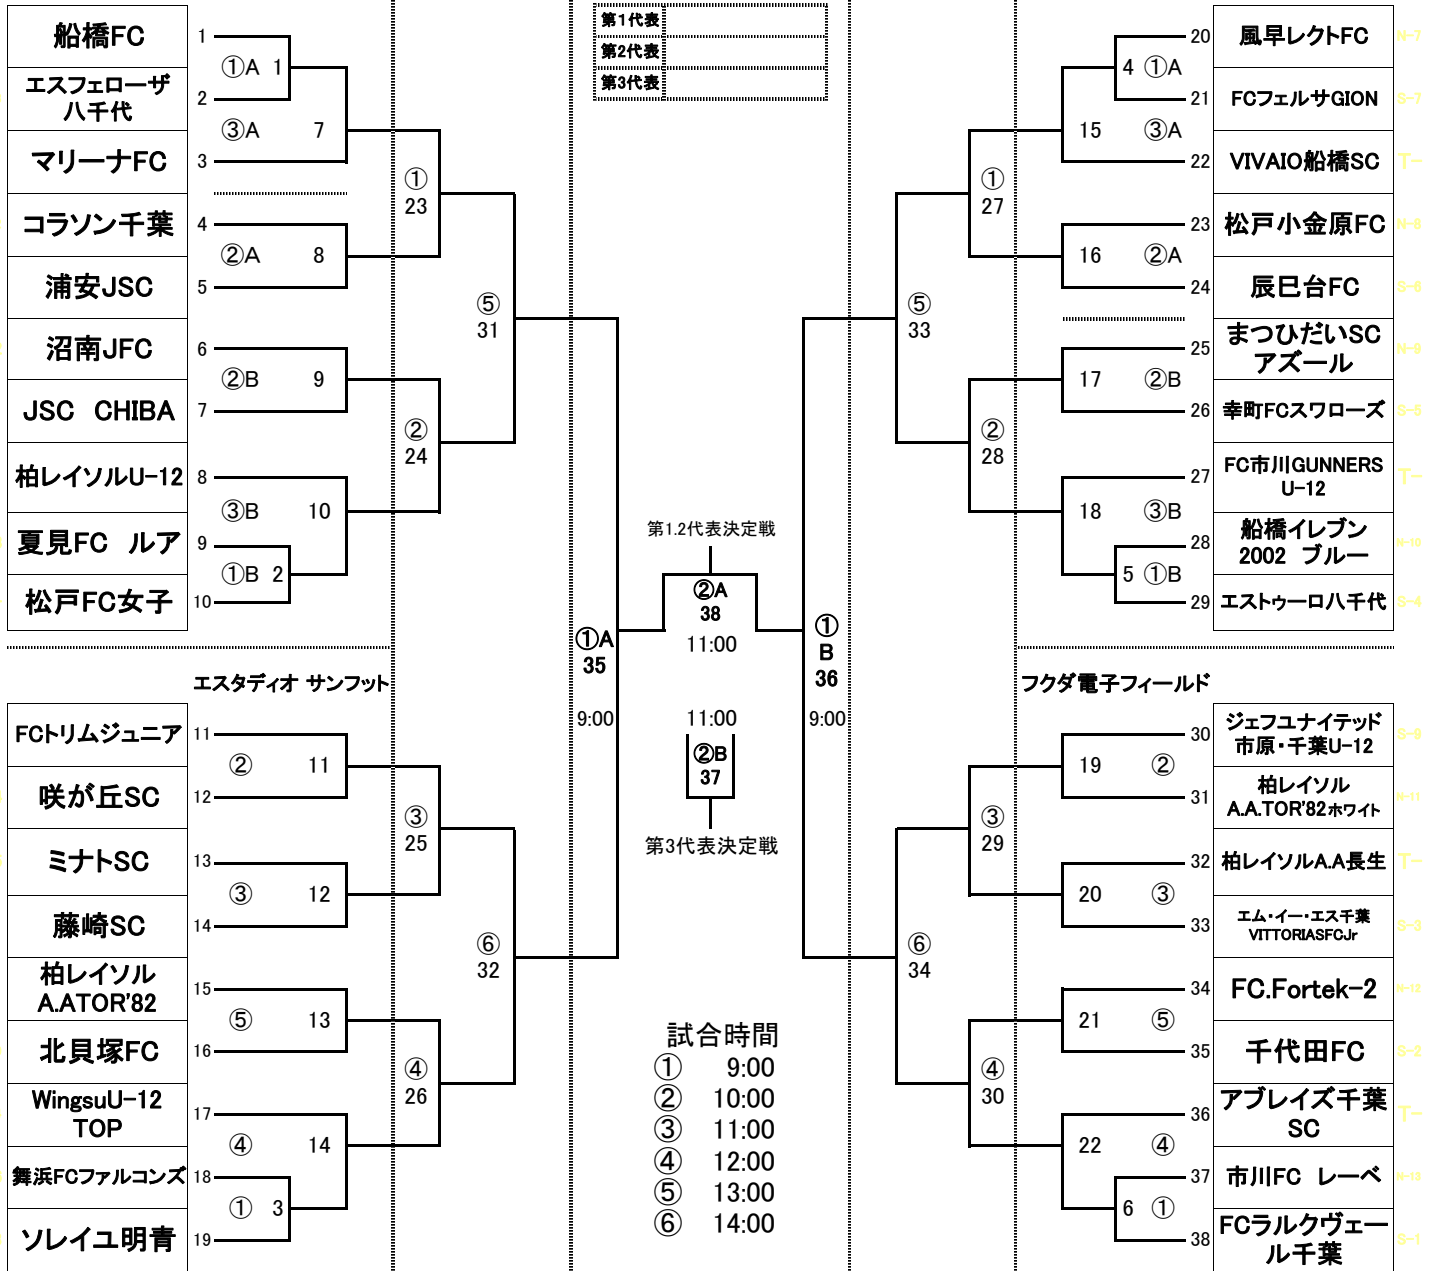 第1代表
第2代表
第3代表
船橋FC 1
①A 1
エスフェローザ
八千代 2
③A 7
マリーナFC 3
①
23
コラソン千葉 4
②A 8
浦安JSC 5
⑤
31
沼南JFC 6
②B 9
JSC CHIBA 7
②
24
柏レイソルU-12 8
③B 10
夏見FC ルア 9
①B 2
松戸FC女子 10
エスタディオ サンフット
FCトリムジュニア 11
② 11
咲が丘SC 12
③
25
ミナトSC 13
③ 12
藤崎SC 14
⑥
32
柏レイソル
A.ATOR'82 15
⑤ 13
北貝塚FC 16
④
26
WingsuU-12
TOP 17
④ 14
舞浜FCファルコンズ 18
① 3
ソレイユ明青 19
①A
35
9:00
第1.2代表決定戦
②A
38
11:00
11:00
②B
37
第3代表決定戦
①
B
36
9:00
試合時間
① 9:00
② 10:00
③ 11:00
④ 12:00
⑤ 13:00
⑥ 14:00
20 風早レクトFC N-7
4 ①A
21 FCフェルサGION S-7
15 ③A
22 VIVAIO船橋SC T-
①
27
23 松戸小金原FC N-8
16 ②A
24 辰巳台FC S-6
⑤
33
25 まつひだいSC
アズール N-9
17 ②B
26 幸町FCスワローズ S-5
②
28
27 FC市川GUNNERS
U-12 T-
18 ③B
28 船橋イレブン
2002 ブルー N-10
5 ①B
29 エストゥーロ八千代 S-4
フクダ電子フィールド
30 ジェフユナイテッド
市原・千葉U-12
19 ②
31 柏レイソル
A.A.TOR'82ホワイト N-11
③
29
32 柏レイソルA.A長生 T-
20 ③
33 エム・イー・エス千葉
VITTORIASFCJr S-3
⑥
34
34 FC.Fortek-2 N-12
21 ⑤
35 千代田FC S-2
④
30
36 アブレイズ千葉
SC T-
22 ④
37 市川FC レーベ N-13
6 ①
38 FCラルクヴェー
ル千葉 S-1